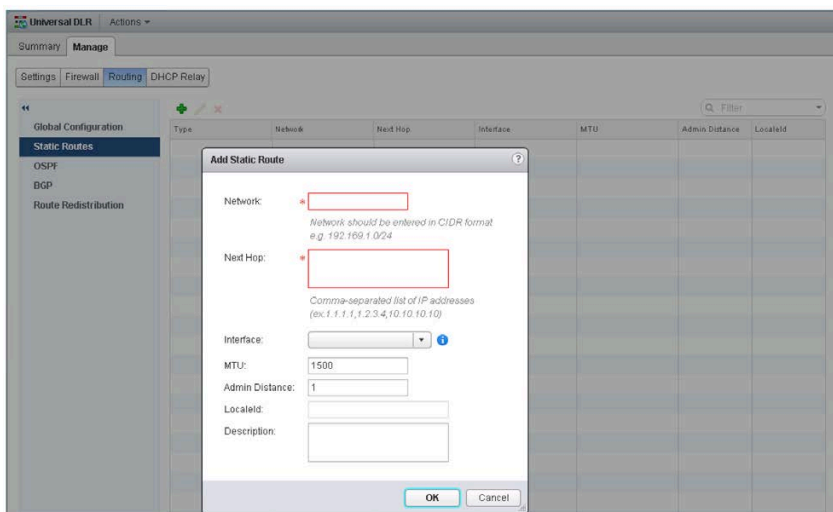 Universal DLR Actions
Summary Manage
Settings Firewall Routing DHCP Relay
Filter
Global Configuration
Static Routes
OSPF
BGP
Route Redistribution
Type Network Next Hop Interface MTU Admin Distance LocaleId
Add Static Route ?
Network: *
Network should be entered in CIDR format
e.g. 192.169.1.0/24
Next Hop: *
Comma-separated list of IP addresses
(ex:1.1.1.1,1.2.3.4,10.10.10.10)
Interface:
MTU: 1500
Admin Distance: 1
LocaleId:
Description:
OK Cancel